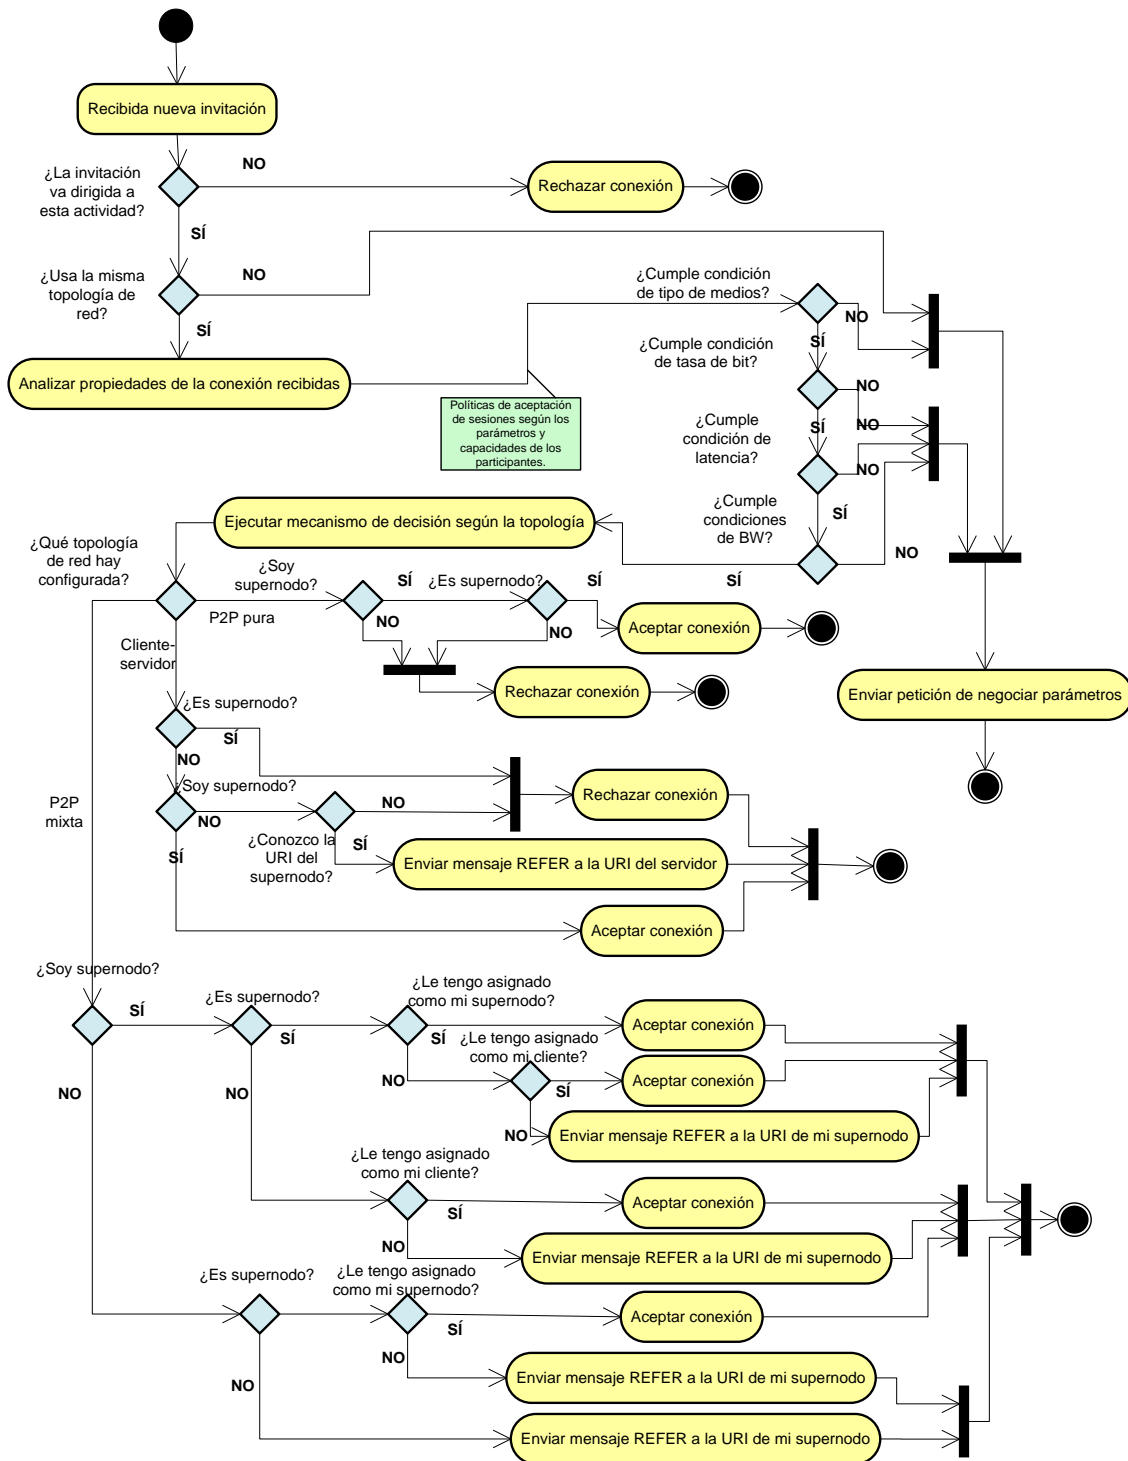 Recibida nueva invitación
¿La invitación
va dirigida a
esta actividad?
NO
Rechazar conexión
SÍ
¿Usa la misma
topología de
red?
NO
SÍ
Analizar propiedades de la conexión recibidas
¿Cumple condición
de tipo de medios?
NO
SÍ
¿Cumple condición
de tasa de bit?
NO
SÍ
Políticas de aceptación
de sesiones según los
parámetros y
capacidades de los
participantes.
¿Cumple
condición de
latencia?
NO
NO
SÍ
¿Cumple
condiciones
de BW?
NO
SÍ
Ejecutar mecanismo de decisión según la topología
¿Qué topología
de red hay
configurada?
P2P pura
¿Soy
supernodo?
SÍ
NO
¿Es supernodo?
SÍ
NO
Aceptar conexión
Rechazar conexión
Enviar petición de negociar parámetros
Cliente-
servidor
¿Es supernodo?
SÍ
NO
¿Soy supernodo?
NO
SÍ
¿Conozco la
URI del
supernodo?
NO
SÍ
Rechazar conexión
Enviar mensaje REFER a la URI del servidor
Aceptar conexión
P2P
mixta
¿Soy supernodo?
SÍ
NO
¿Es supernodo?
SÍ
NO
¿Le tengo asignado
como mi supernodo?
SÍ
NO
Aceptar conexión
¿Le tengo asignado
como mi cliente?
SÍ
NO
Aceptar conexión
Enviar mensaje REFER a la URI de mi supernodo
¿Le tengo asignado
como mi cliente?
SÍ
NO
Aceptar conexión
Enviar mensaje REFER a la URI de mi supernodo
¿Es supernodo?
NO
¿Le tengo asignado
como mi supernodo?
SÍ
NO
Aceptar conexión
Enviar mensaje REFER a la URI de mi supernodo
Enviar mensaje REFER a la URI de mi supernodo